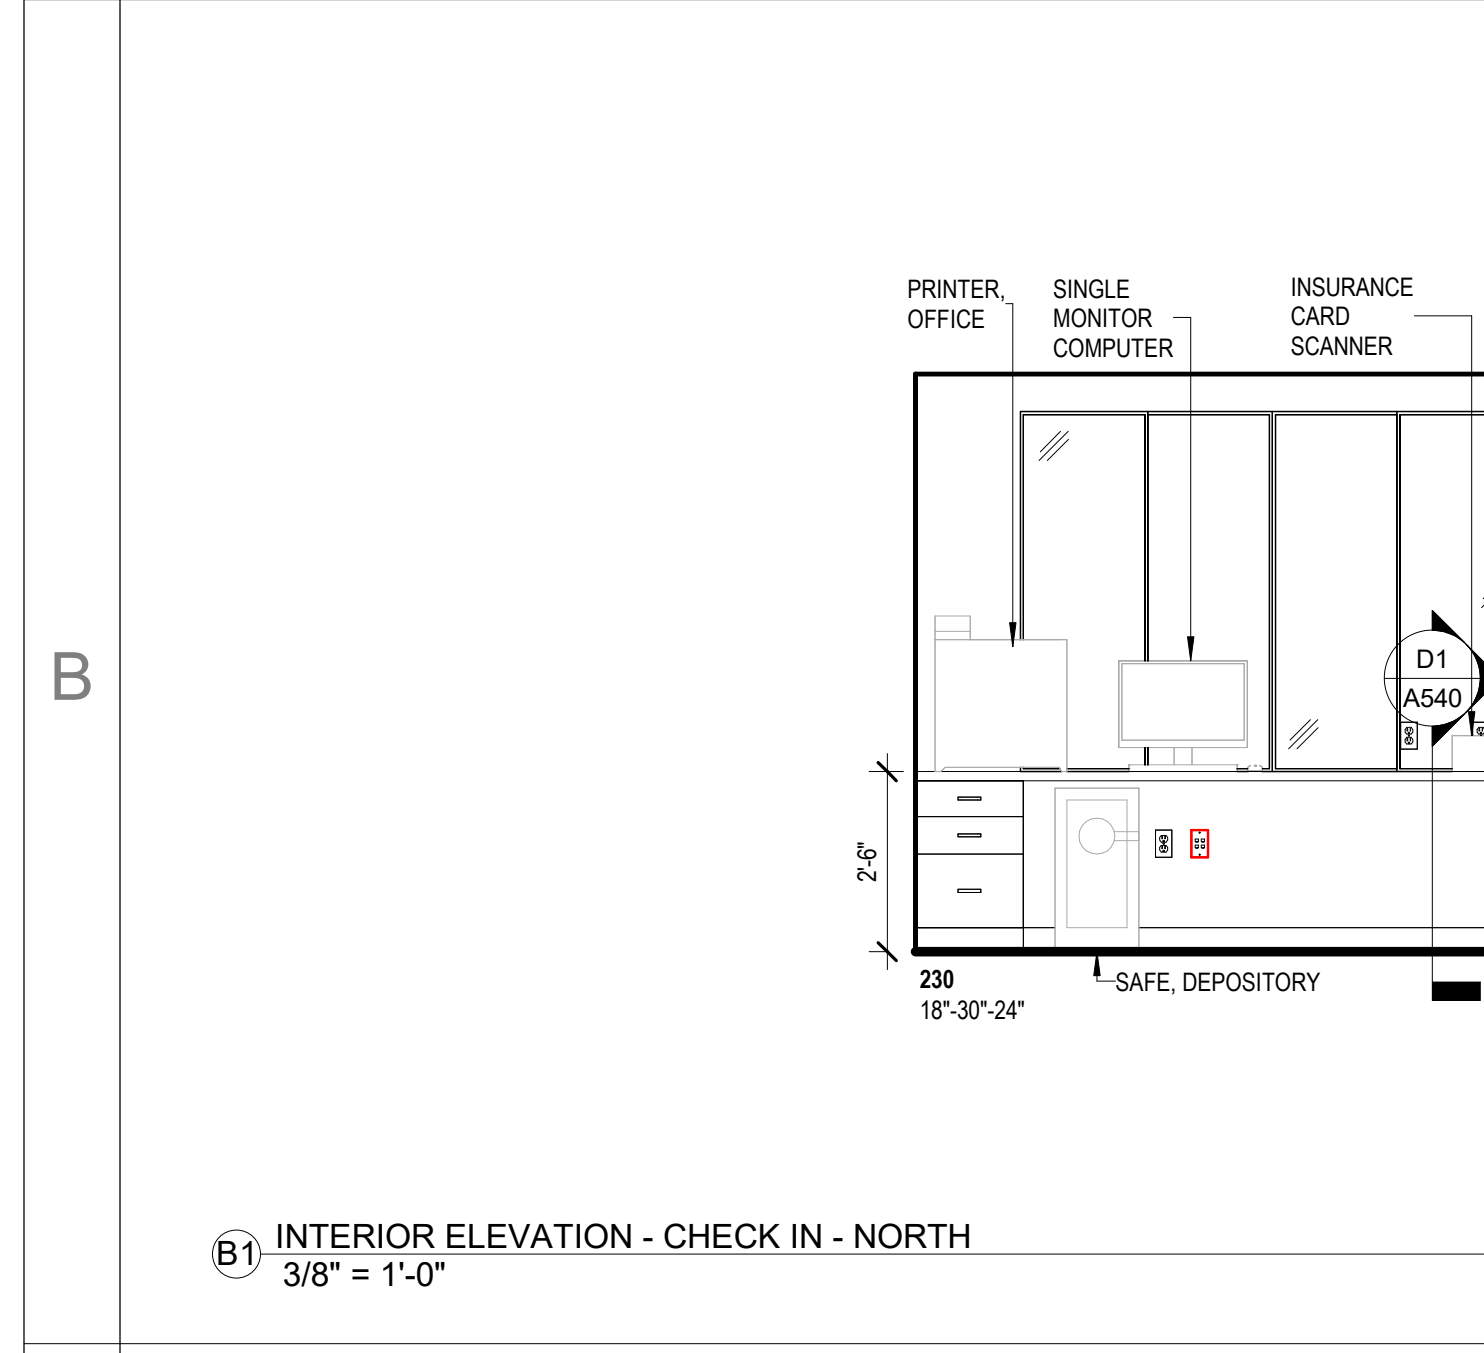 PRINTER,
OFFICE
SINGLE
MONITOR
COMPUTER
INSURANCE
CARD
SCANNER
B
D1
A540
2'-6"
230
18"-30"-24"
SAFE, DEPOSITORY
B1
INTERIOR ELEVATION - CHECK IN - NORTH
3/8" = 1'-0"